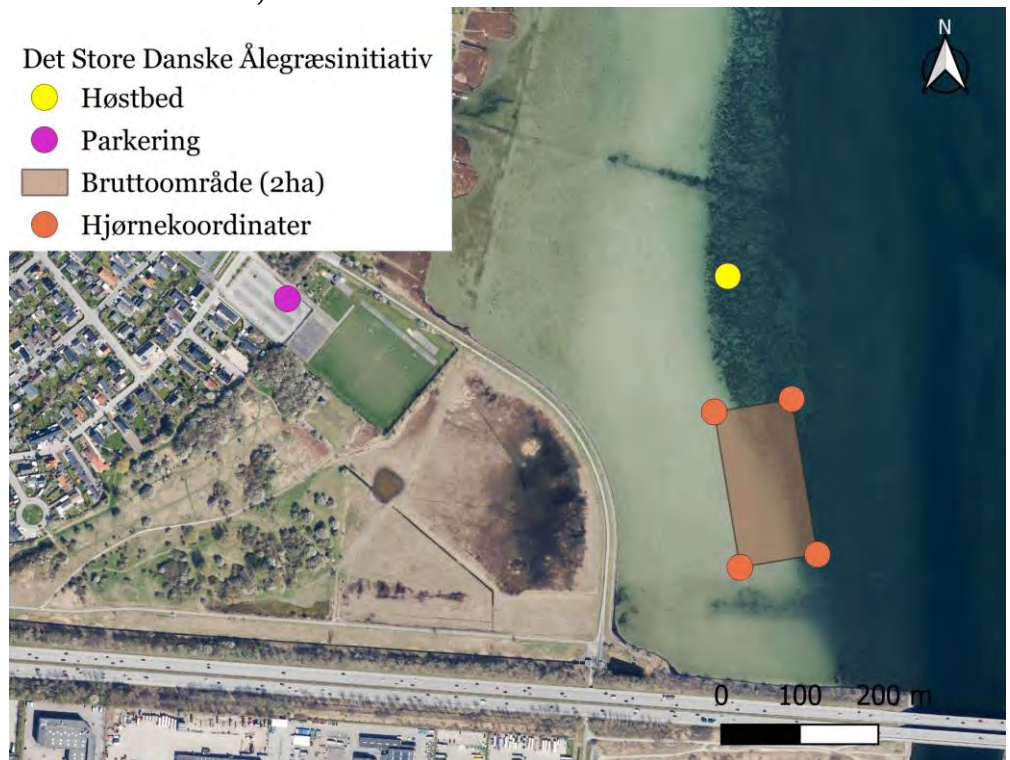 Det Store Danske Ålegræsinitiativ
Høstbed
Parkering
Bruttoområde (2ha)
Hjørnekoordinater
N
0 100 200 m